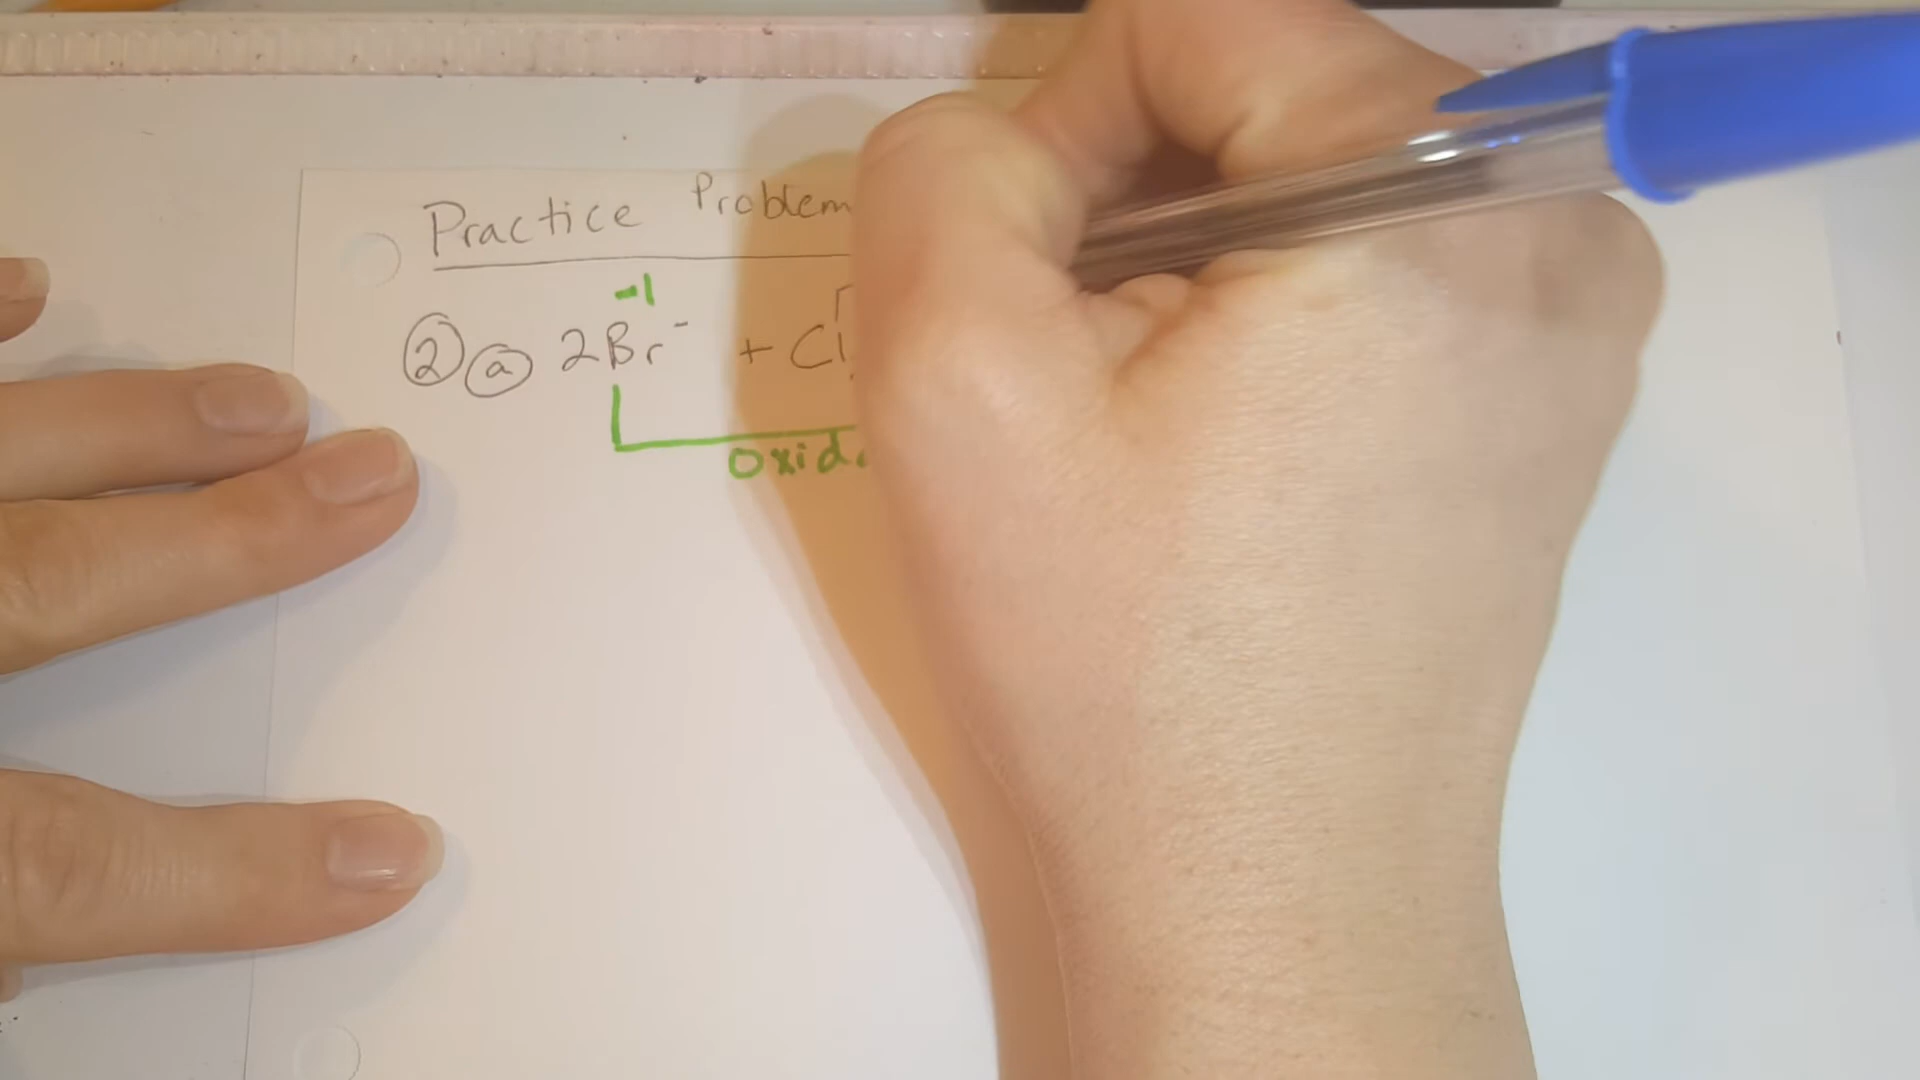 Practice Problem
-1
② ⓐ 2Br⁻ + Cl
oxid